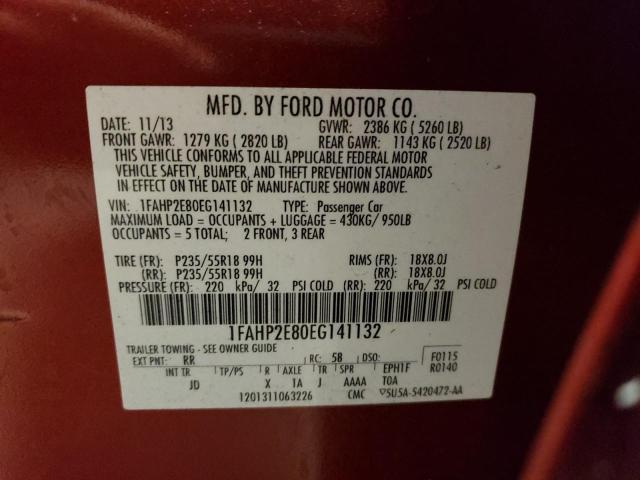 MFD. BY FORD MOTOR CO.
DATE: 11/13 GVWR: 2386 KG ( 5260 LB)
FRONT GAWR: 1279 KG ( 2820 LB) REAR GAWR: 1143 KG ( 2520 LB)
THIS VEHICLE CONFORMS TO ALL APPLICABLE FEDERAL MOTOR
VEHICLE SAFETY, BUMPER, AND THEFT PREVENTION STANDARDS
IN EFFECT ON THE DATE OF MANUFACTURE SHOWN ABOVE.
VIN: 1FAHP2E80EG141132 TYPE: Passenger Car
MAXIMUM LOAD = OCCUPANTS + LUGGAGE = 430KG/ 950LB
OCCUPANTS = 5 TOTAL; 2 FRONT, 3 REAR
TIRE (FR): P235/55R18 99H RIMS (FR): 18X8.0J
(RR): P235/55R18 99H (RR): 18X8.0J
PRESSURE (FR): 220 kPa/ 32 PSI COLD (RR): 220 kPa/ 32 PSI COLD
1FAHP2E80EG141132
TRAILER TOWING - SEE OWNER GUIDE
EXT PNT: RR RC: 58 DSO: F0115
INT TR TP/PS R AXLE TR SPR EPH1F R0140
JD X 1A J AAAA T0A
1201311063226 CMC 5U5A-5420472-AA